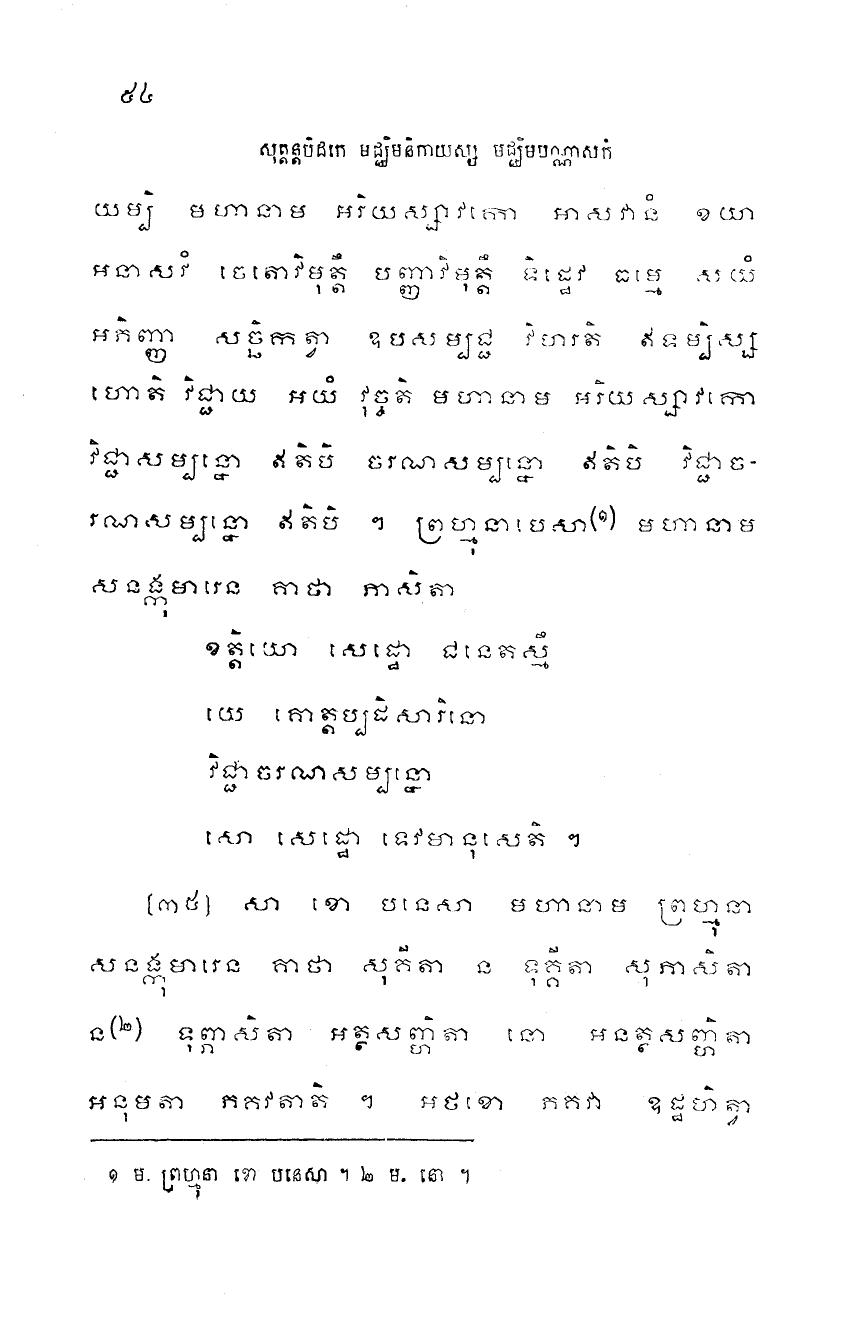 ៥៤
សុត្តន្តបិដកេ មជ្ឈិមនិកាយស្ស មជ្ឈិមបណ្ណាសកំ
យម្បិ មហានាម អរិយស្សាវកោ អាសវានំ ខយា
អនាសវំ ចេតោវិមុត្តឹ បញ្ញាវិមុត្តឹ ទិដ្ឋេវ ធម្មេ សយំ
អភិញ្ញា សច្ឆិកត្វា ឧបសម្បជ្ជ វិហរតិ ឥទម្បិស្ស
ហោតិ វិជ្ជាយ អយំ វុច្ចតិ មហានាម អរិយស្សាវកោ
វិជ្ជាសម្បន្នោ ឥតិបិ ចរណសម្បន្នោ ឥតិបិ វិជ្ជាច-
រណសម្បន្នោ ឥតិបិ ៗ ព្រហ្មុនាបេសា(១) មហានាម
សនង្កុមារេន គាថា ភាសិតា
ខត្តិយោ សេដ្ឋោ ជនេតស្មឹ
យេ គោត្តប្បដិសារិនោ
វិជ្ជាចរណសម្បន្នោ
សោ សេដ្ឋោ ទេវមានុសេតិ ៗ
[៣៥] សា ខោ បនេសា មហានាម ព្រហ្មុនា
សនង្កុមារេន គាថា សុគីតា ន ទុគ្គីតា សុភាសិតា
ន(២) ទុព្ភាសិតា អត្ថសញ្ហិតា នោ អនត្ថសញ្ហិតា
អនុមតា ភគវតាតិ ៗ អថខោ ភគវា ឧដ្ឋហិត្វា
១ ម. ព្រហ្មុនា ខោ បនេសា ។ ២ ម. នោ ។